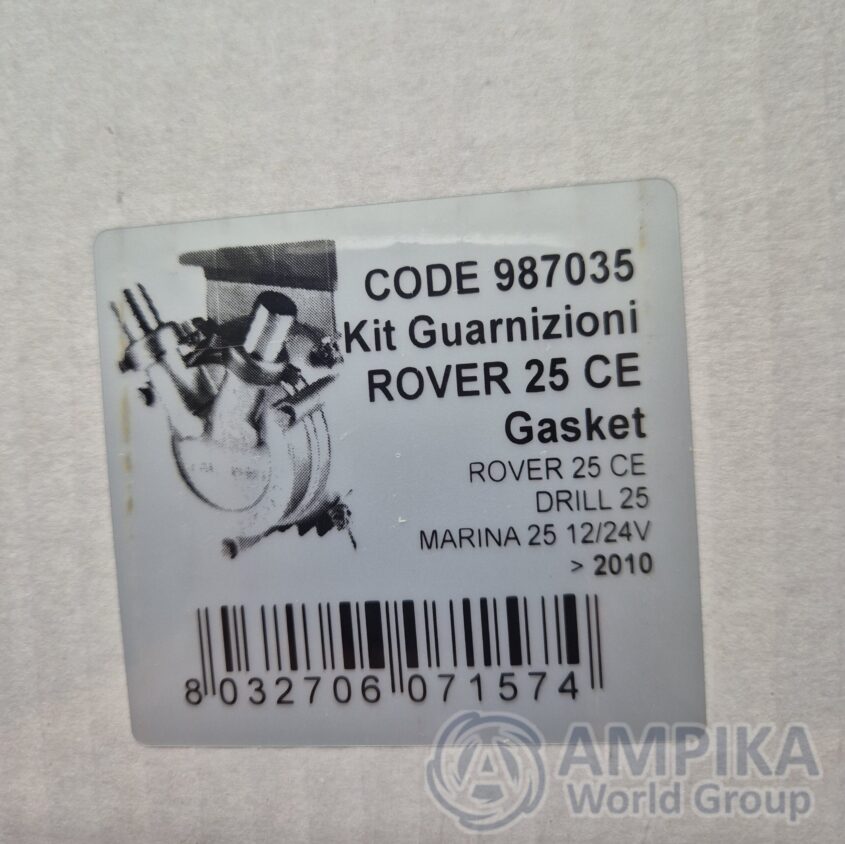 CODE 987035
Kit Guarnizioni
ROVER 25 CE
Gasket
ROVER 25 CE
DRILL 25
MARINA 25 12/24V
> 2010
8 032706 071574
AMPIKA
World Group